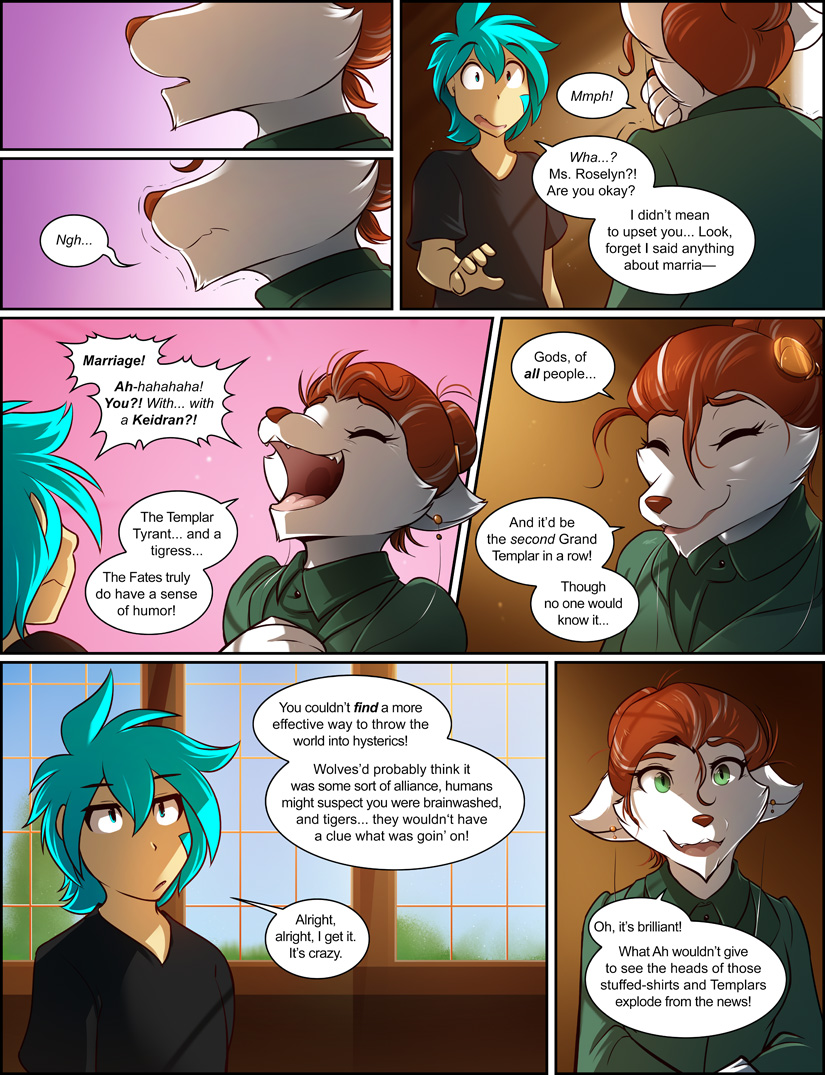 Ngh...
Mmph!
Wha...?
Ms. Roselyn?!
Are you okay?
I didn't mean
to upset you... Look,
forget I said anything
about marria—
Marriage!
Ah-hahahaha!
You?! With... with
a Keidran?!
The Templar
Tyrant... and a
tigress...
The Fates truly
do have a sense
of humor!
Gods, of
all people...
And it'd be
the second Grand
Templar in a row!
Though
no one would
know it...
You couldn't find a more
effective way to throw the
world into hysterics!
Wolves'd probably think it
was some sort of alliance, humans
might suspect you were brainwashed,
and tigers... they wouldn't have
a clue what was goin' on!
Alright,
alright, I get it.
It's crazy.
Oh, it's brilliant!
What Ah wouldn't give
to see the heads of those
stuffed-shirts and Templars
explode from the news!